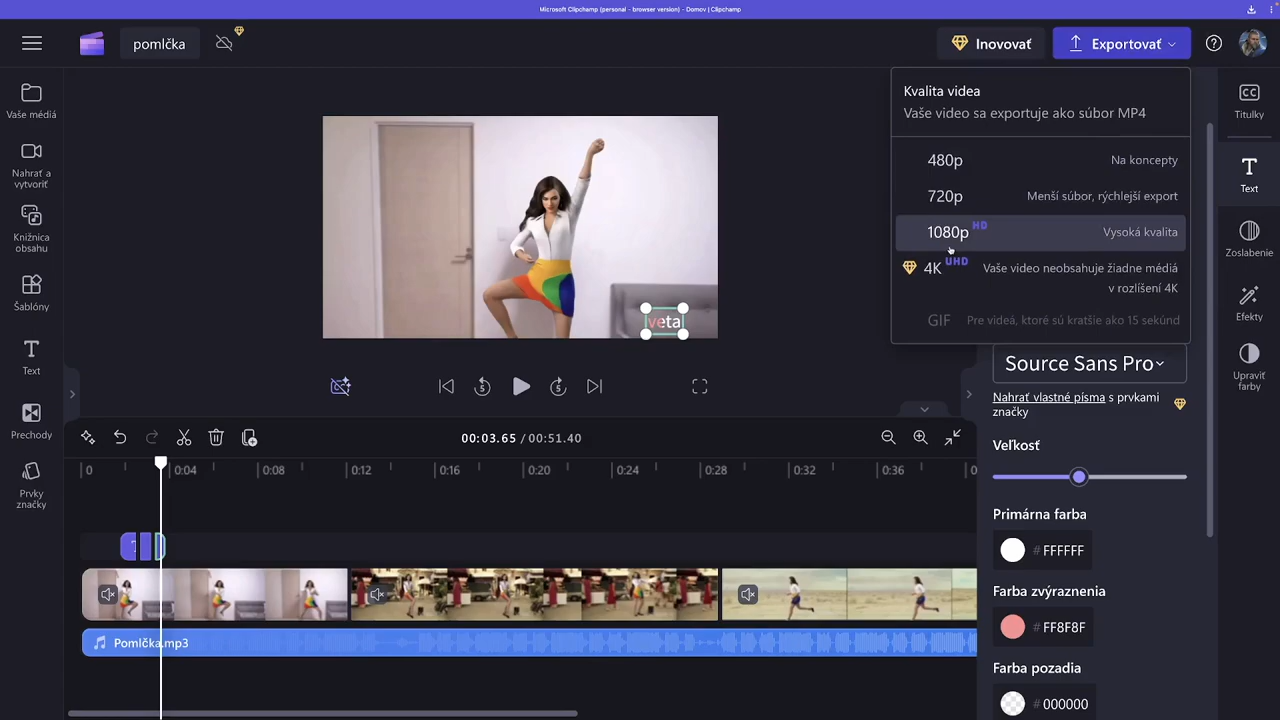 Microsoft Clipchamp (personal - browser version) - Domov | Clipchamp
pomlčka
Inovovať
Exportovať
Kvalita videa
Vaše video sa exportuje ako súbor MP4
480p Na koncepty
720p Menší súbor, rýchlejší export
1080p HD Vysoká kvalita
4K UHD Vaše video neobsahuje žiadne médiá
v rozlíšení 4K
GIF Pre videá, ktoré sú kratšie ako 15 sekúnd
Vaše médiá
Nahrať a
vytvoriť
Knižnica
obsahu
Šablóny
Text
Prechody
Prvky
značky
veta
CC
Titulky
Text
Zoslabenie
Efekty
Upraviť
farby
Source Sans Pro
Nahrať vlastné písma s prvkami
značky
Veľkosť
Primárna farba
# FFFFFF
Farba zvýraznenia
# FF8F8F
Farba pozadia
# 000000
5
5
00:03.65 / 00:51.40
0 0:04 0:08 0:12 0:16 0:20 0:24 0:28 0:32 0:36
Pomlčka.mp3